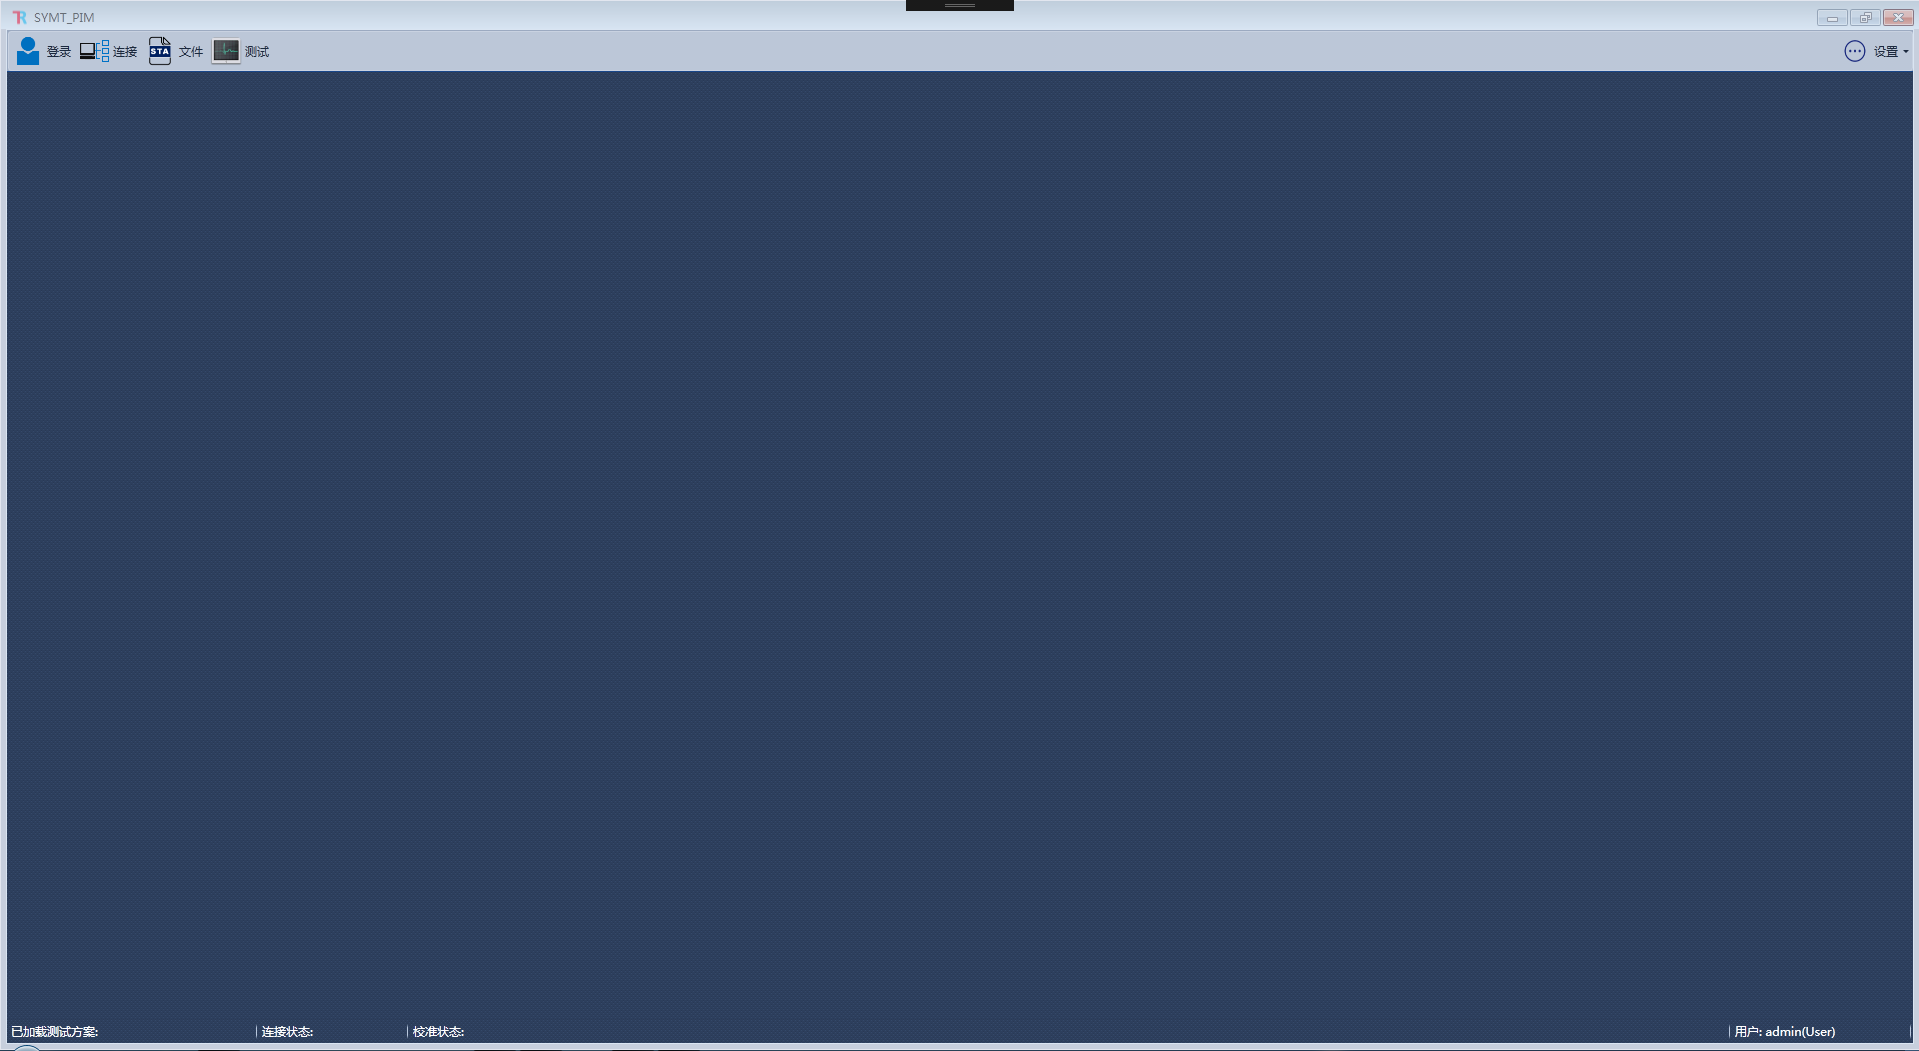 TR SYMT_PIM
登录 连接 STA 文件 测试 设置
已加载测试方案: 连接状态: 校准状态: 用户: admin(User)